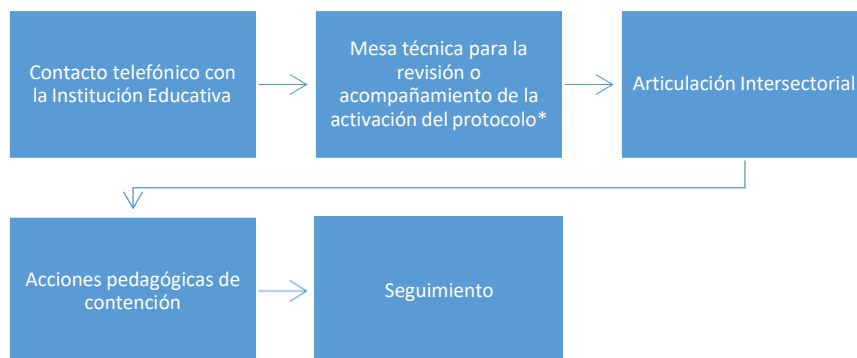 Contacto telefónico con
la Institución Educativa
Mesa técnica para la
revisión o
acompañamiento de la
activación del protocolo*
Articulación Intersectorial
Acciones pedagógicas de
contención
Seguimiento